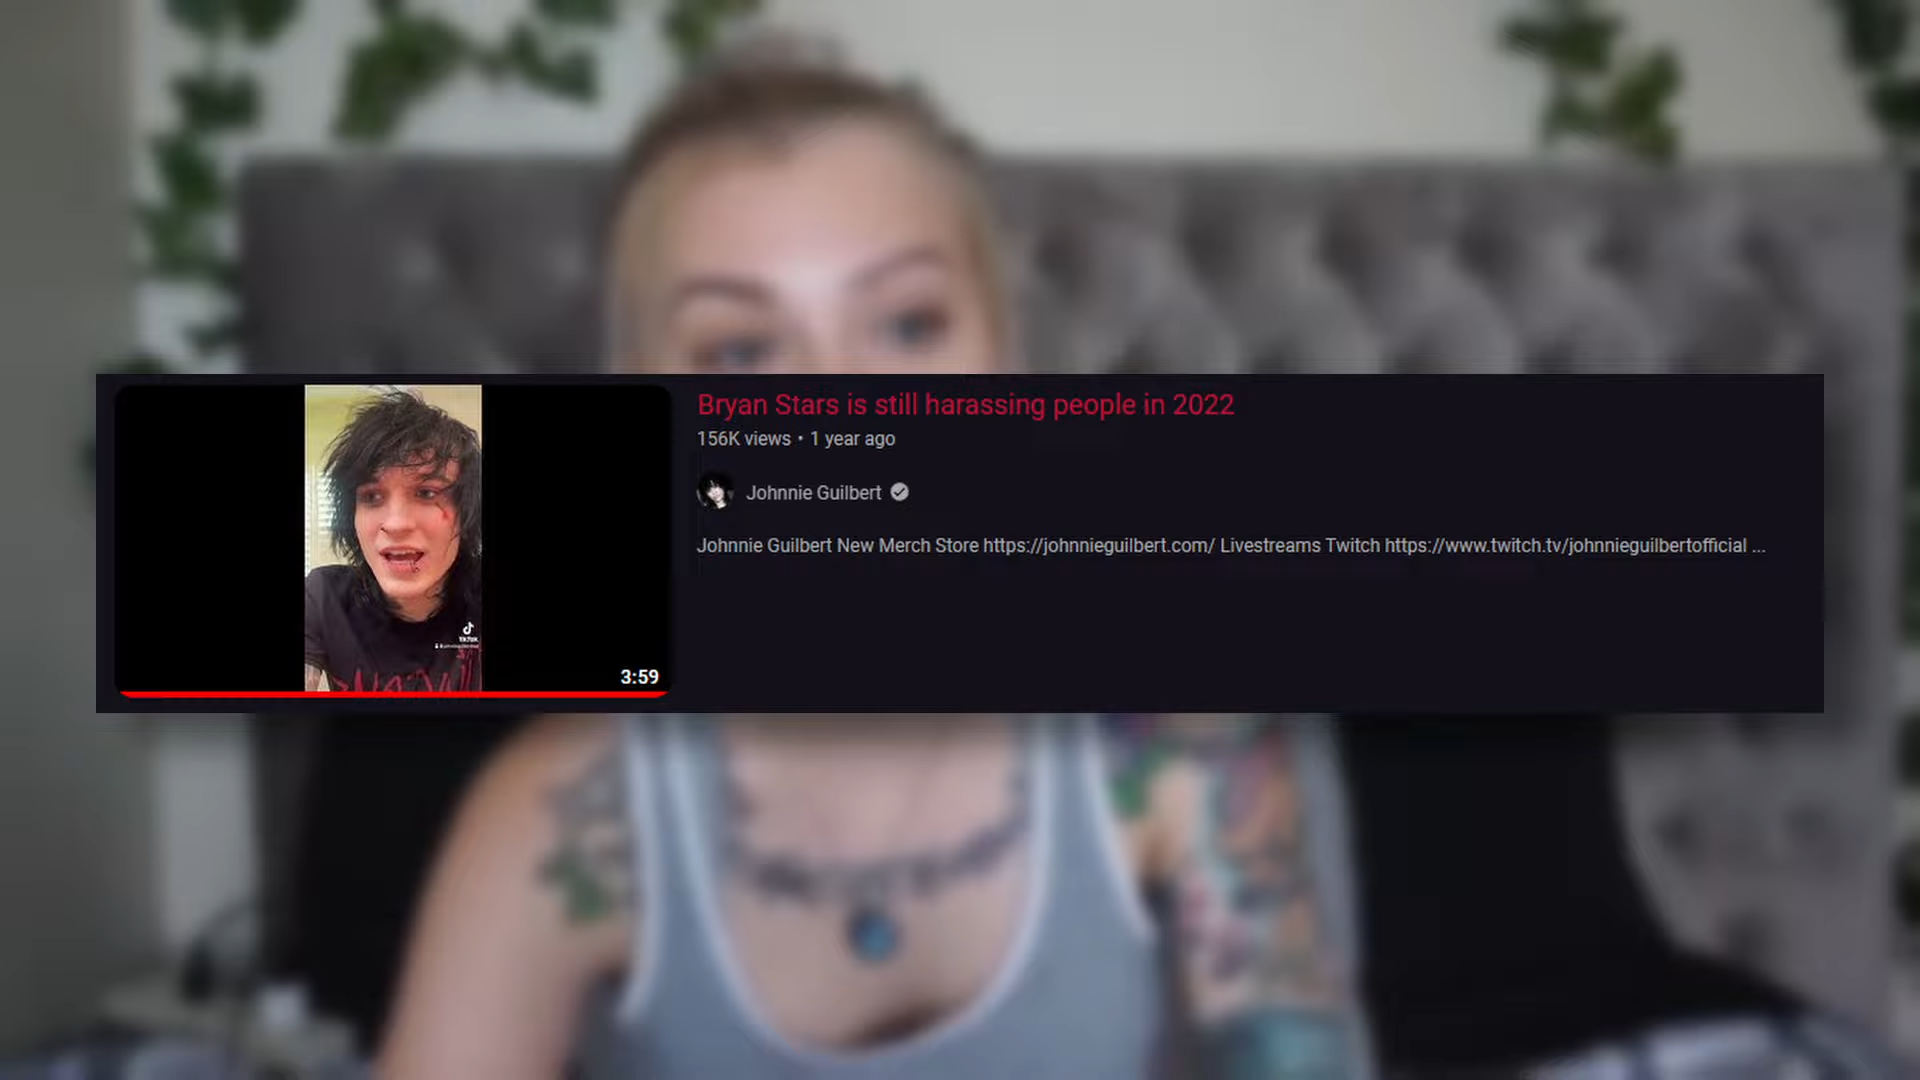 Bryan Stars is still harassing people in 2022
156K views • 1 year ago
Johnnie Guilbert
Johnnie Guilbert New Merch Store https://johnnieguilbert.com/ Livestreams Twitch https://www.twitch.tv/johnnieguilbertofficial ...
3:59